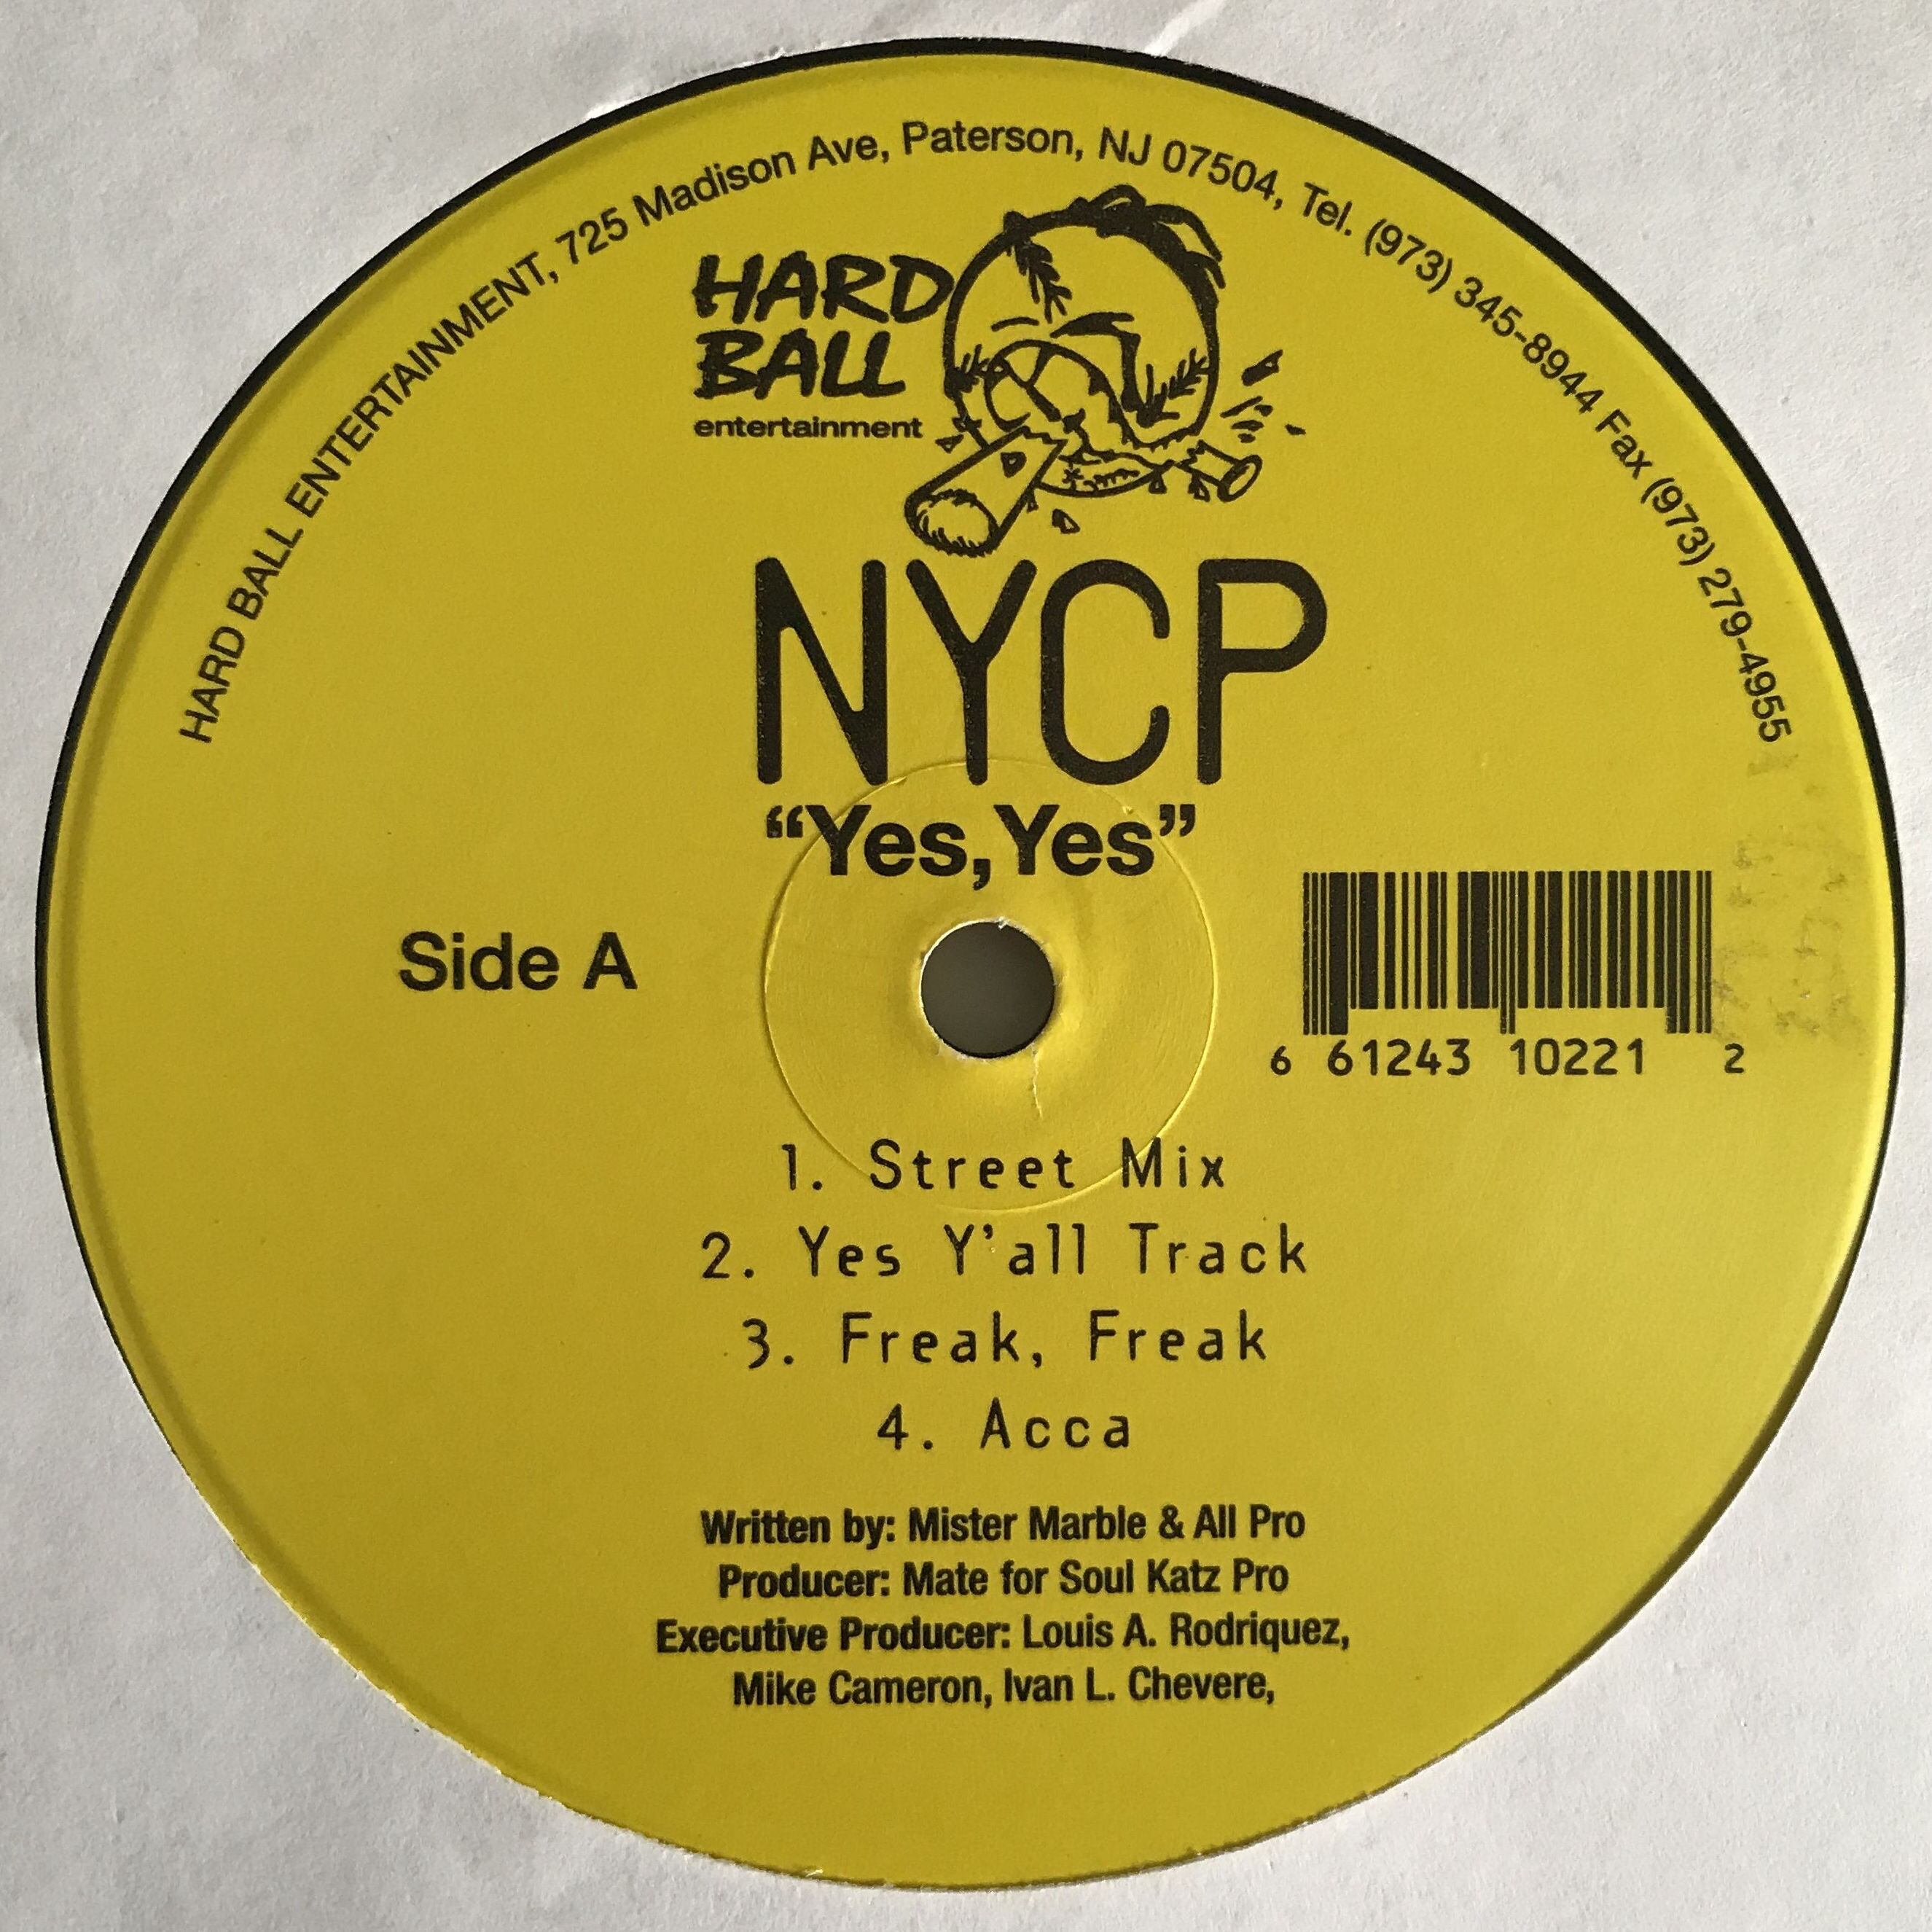 HARD BALL ENTERTAINMENT, 725 Madison Ave, Paterson, NJ 07504, Tel. (973) 345-8944 Fax (973) 279-4955
HARD
BALL
entertainment
NYCP
“Yes, Yes”
Side A
6 61243 10221 2
1. Street Mix
2. Yes Y'all Track
3. Freak, Freak
4. Acca
Written by: Mister Marble & All Pro
Producer: Mate for Soul Katz Pro
Executive Producer: Louis A. Rodriquez,
Mike Cameron, Ivan L. Chevere,